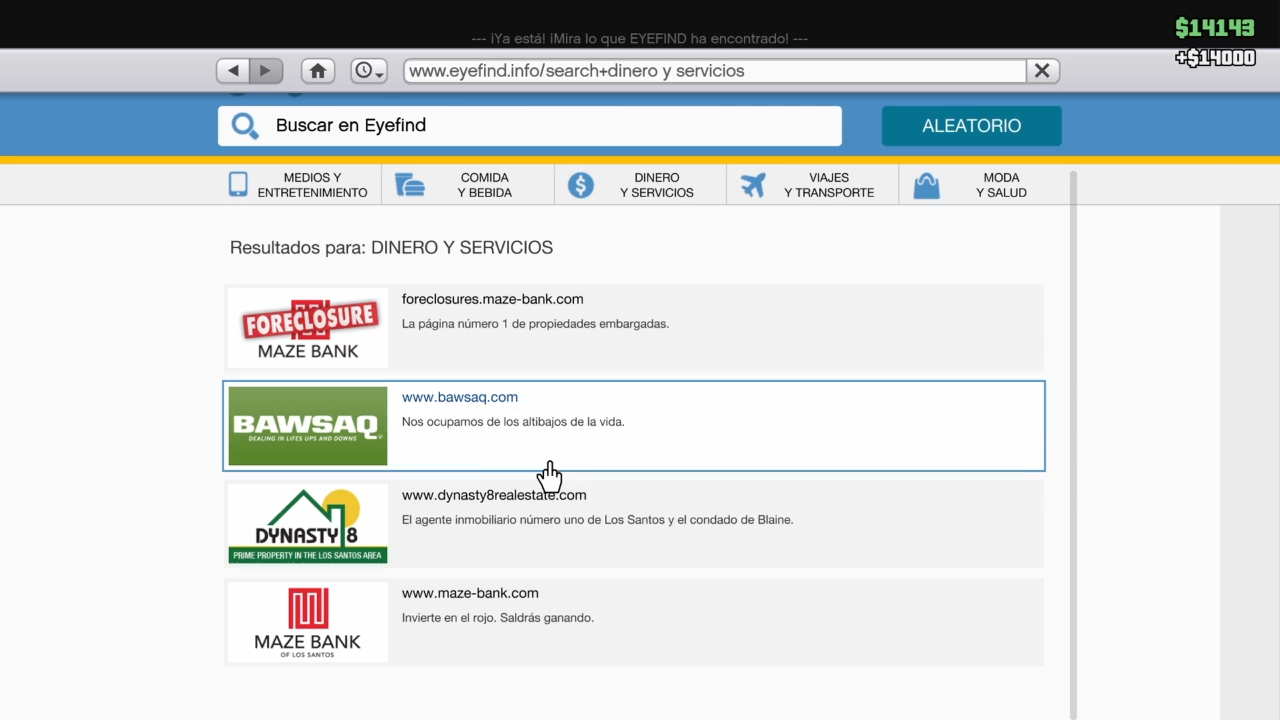 $14143
--- ¡Ya está! ¡Mira lo que EYEFIND ha encontrado! ---
+$14000
www.eyefind.info/search+dinero y servicios
Buscar en Eyefind
ALEATORIO
MEDIOS Y
ENTRETENIMIENTO
COMIDA
Y BEBIDA
DINERO
Y SERVICIOS
VIAJES
Y TRANSPORTE
MODA
Y SALUD
Resultados para: DINERO Y SERVICIOS
FORECLOSURE
MAZE BANK
foreclosures.maze-bank.com
La página número 1 de propiedades embargadas.
BAWSAQ
DEALING IN LIFES UPS AND DOWNS
www.bawsaq.com
Nos ocupamos de los altibajos de la vida.
DYNASTY 8
PRIME PROPERTY IN THE LOS SANTOS AREA
www.dynasty8realestate.com
El agente inmobiliario número uno de Los Santos y el condado de Blaine.
MAZE BANK
OF LOS SANTOS
www.maze-bank.com
Invierte en el rojo. Saldrás ganando.